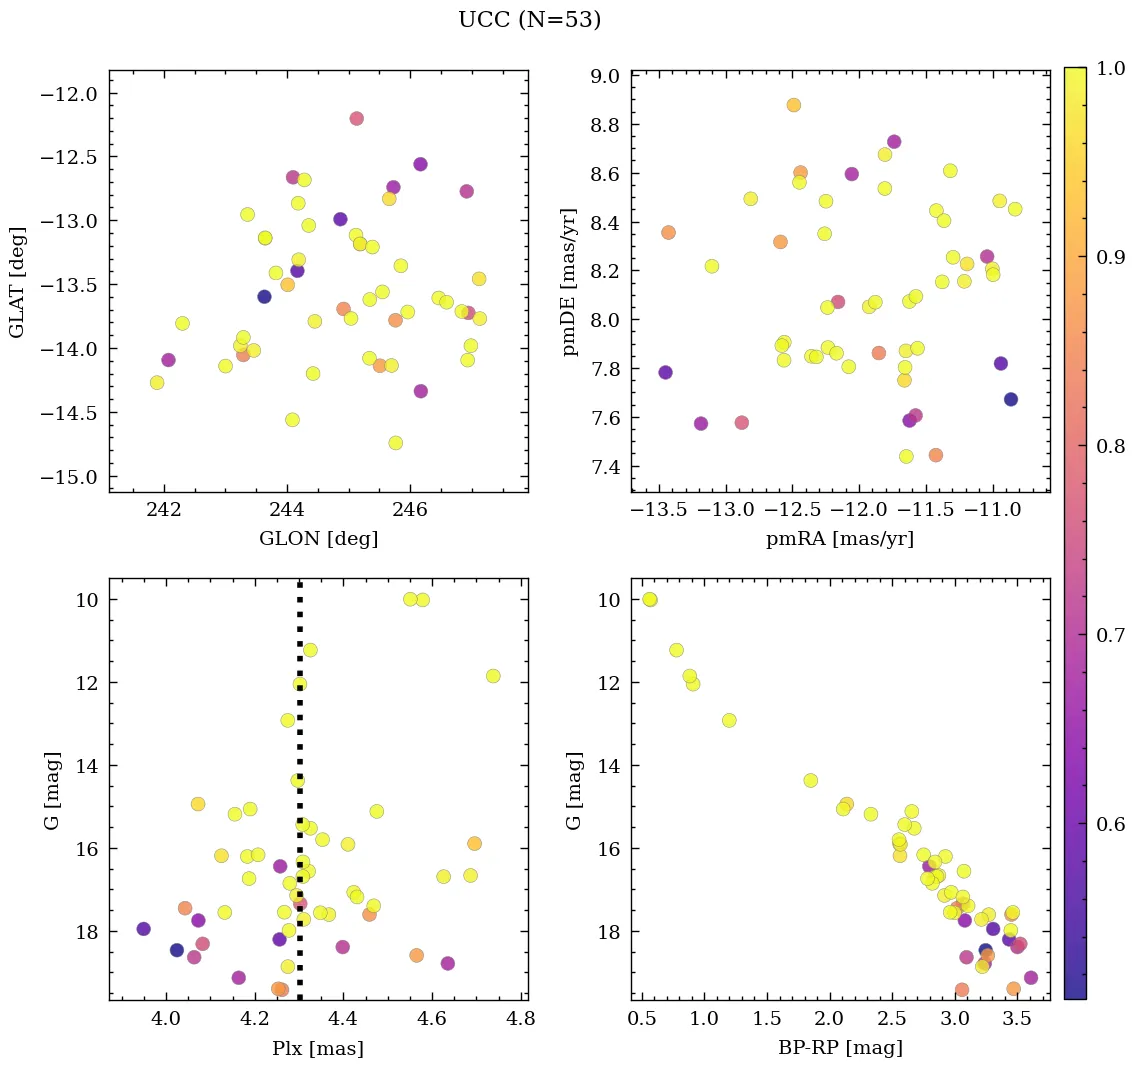 UCC (N=53)
−12.0
−12.5
−13.0
−13.5
−14.0
−14.5
−15.0
GLAT [deg]
242 244 246
GLON [deg]
9.0
8.8
8.6
8.4
8.2
8.0
7.8
7.6
7.4
pmDE [mas/yr]
−13.5 −13.0 −12.5 −12.0 −11.5 −11.0
pmRA [mas/yr]
10
12
14
16
18
G [mag]
4.0 4.2 4.4 4.6 4.8
Plx [mas]
10
12
14
16
18
G [mag]
0.5 1.0 1.5 2.0 2.5 3.0 3.5
BP-RP [mag]
1.0
0.9
0.8
0.7
0.6